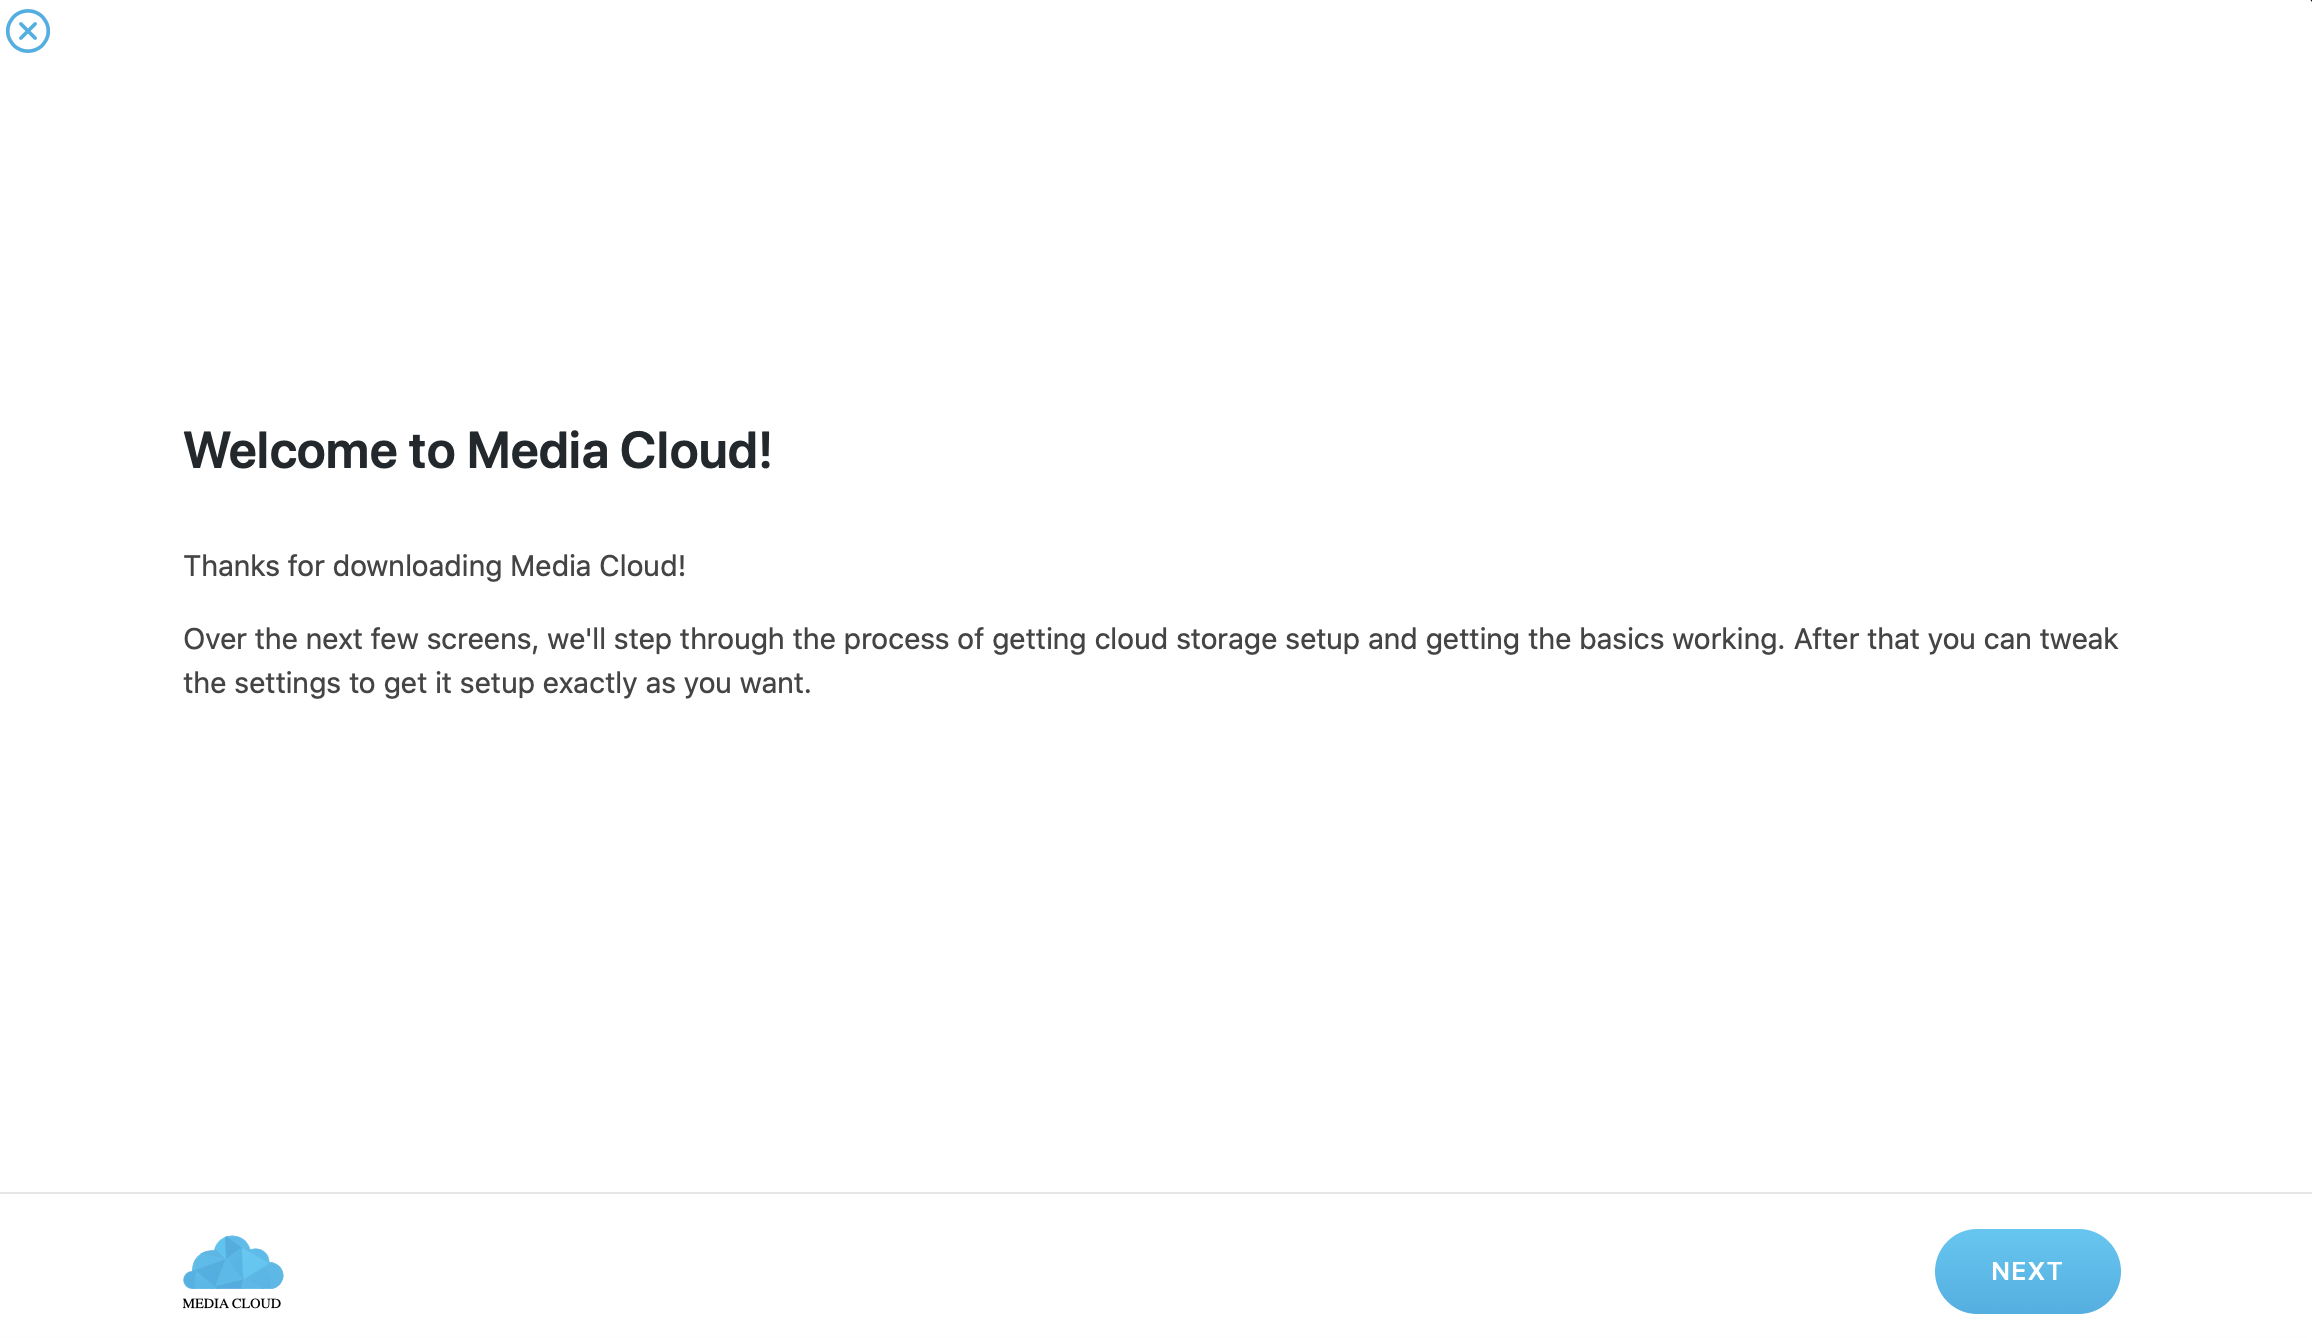 Welcome to Media Cloud!
Thanks for downloading Media Cloud!
Over the next few screens, we'll step through the process of getting cloud storage setup and getting the basics working. After that you can tweak
the settings to get it setup exactly as you want.
MEDIA CLOUD
NEXT